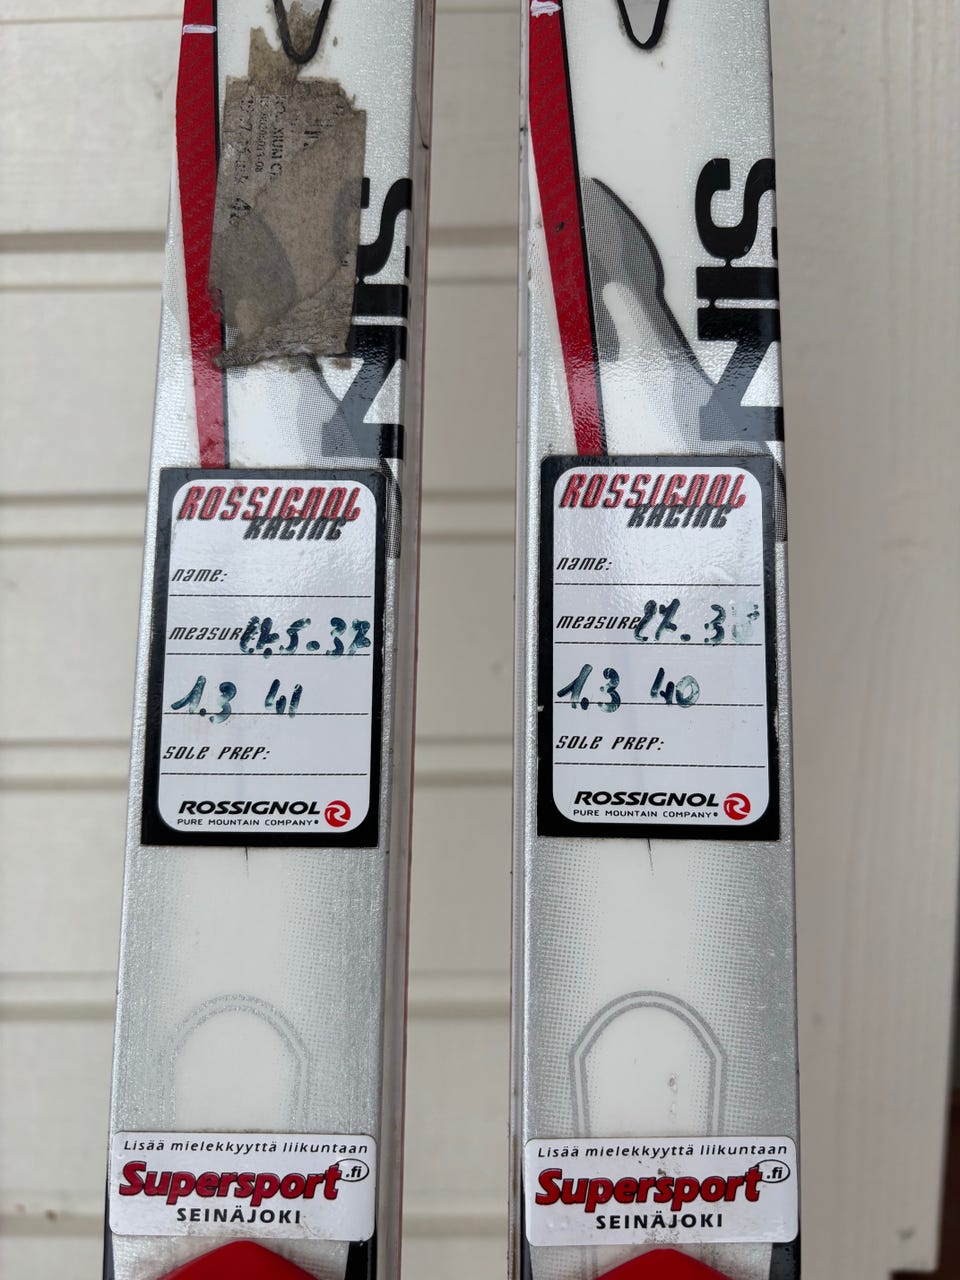 NIS
ROSSIGNOL
RACING
NAME:
MEASURE
1.3 41
SOLE PREP:
ROSSIGNOL
PURE MOUNTAIN COMPANY
Lisää mielekkyyttä liikuntaan
Supersport.fi
SEINÄJOKI
NIS
ROSSIGNOL
RACING
NAME:
MEASURE
1.3 40
SOLE PREP:
ROSSIGNOL
PURE MOUNTAIN COMPANY
Lisää mielekkyyttä liikuntaan
Supersport.fi
SEINÄJOKI